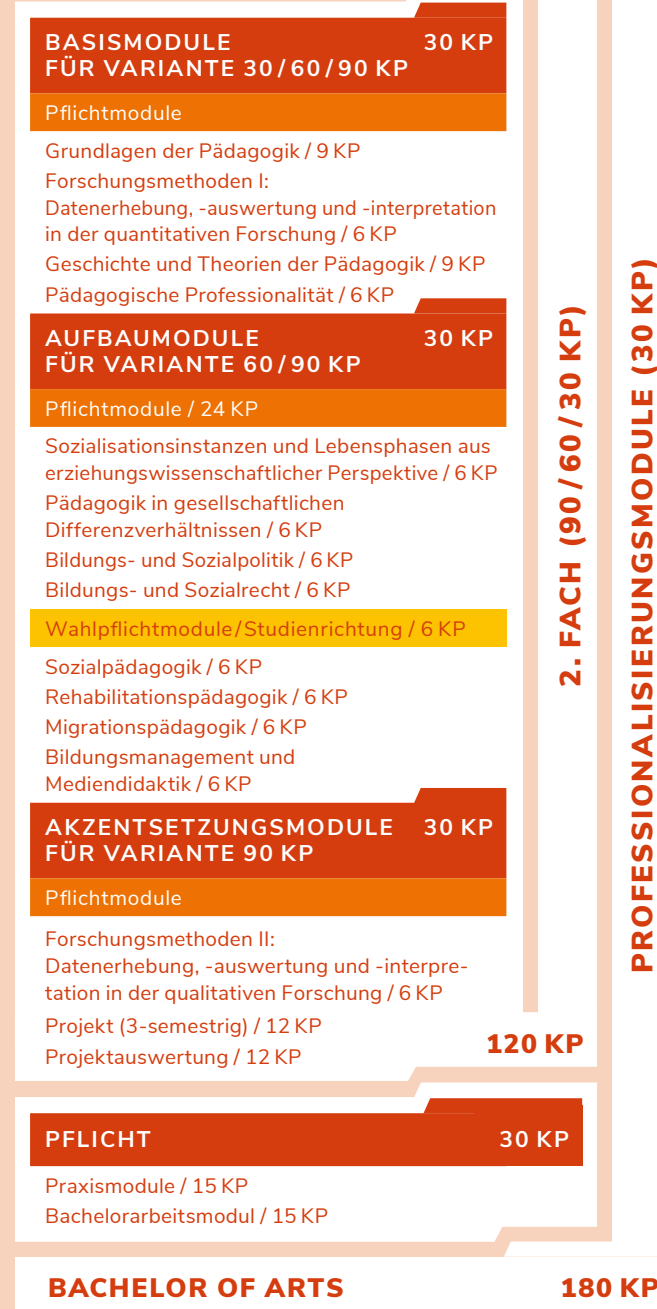 BASISMODULE 30 KP
FÜR VARIANTE 30/60/90 KP
Pflichtmodule
Grundlagen der Pädagogik / 9 KP
Forschungsmethoden I:
Datenerhebung, -auswertung und -interpretation
in der quantitativen Forschung / 6 KP
Geschichte und Theorien der Pädagogik / 9 KP
Pädagogische Professionalität / 6 KP
AUFBAUMODULE 30 KP
FÜR VARIANTE 60/90 KP
Pflichtmodule / 24 KP
Sozialisationsinstanzen und Lebensphasen aus
erziehungswissenschaftlicher Perspektive / 6 KP
Pädagogik in gesellschaftlichen
Differenzverhältnissen / 6 KP
Bildungs- und Sozialpolitik / 6 KP
Bildungs- und Sozialrecht / 6 KP
Wahlpflichtmodule/Studienrichtung / 6 KP
Sozialpädagogik / 6 KP
Rehabilitationspädagogik / 6 KP
Migrationspädagogik / 6 KP
Bildungsmanagement und
Mediendidaktik / 6 KP
AKZENTSETZUNGSMODULE 30 KP
FÜR VARIANTE 90 KP
Pflichtmodule
Forschungsmethoden II:
Datenerhebung, -auswertung und -interpre-
tation in der qualitativen Forschung / 6 KP
Projekt (3-semestrig) / 12 KP
Projektauswertung / 12 KP
2. FACH (90/60/30 KP)
120 KP
PROFESSIONALISIERUNGSMODULE (30 KP)
PFLICHT 30 KP
Praxismodule / 15 KP
Bachelorarbeitsmodul / 15 KP
BACHELOR OF ARTS 180 KP